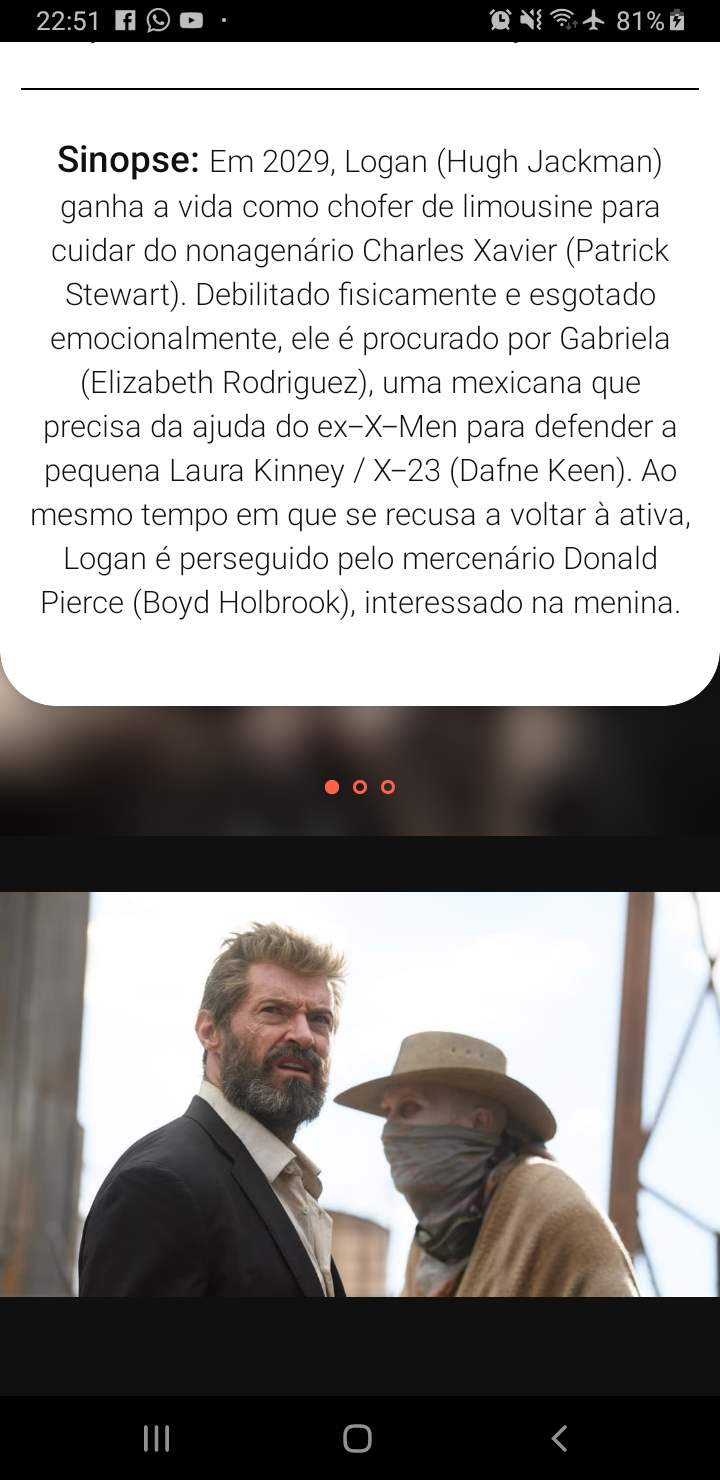 22:51
81%
Sinopse: Em 2029, Logan (Hugh Jackman)
ganha a vida como chofer de limousine para
cuidar do nonagenário Charles Xavier (Patrick
Stewart). Debilitado fisicamente e esgotado
emocionalmente, ele é procurado por Gabriela
(Elizabeth Rodriguez), uma mexicana que
precisa da ajuda do ex-X-Men para defender a
pequena Laura Kinney / X-23 (Dafne Keen). Ao
mesmo tempo em que se recusa a voltar à ativa,
Logan é perseguido pelo mercenário Donald
Pierce (Boyd Holbrook), interessado na menina.